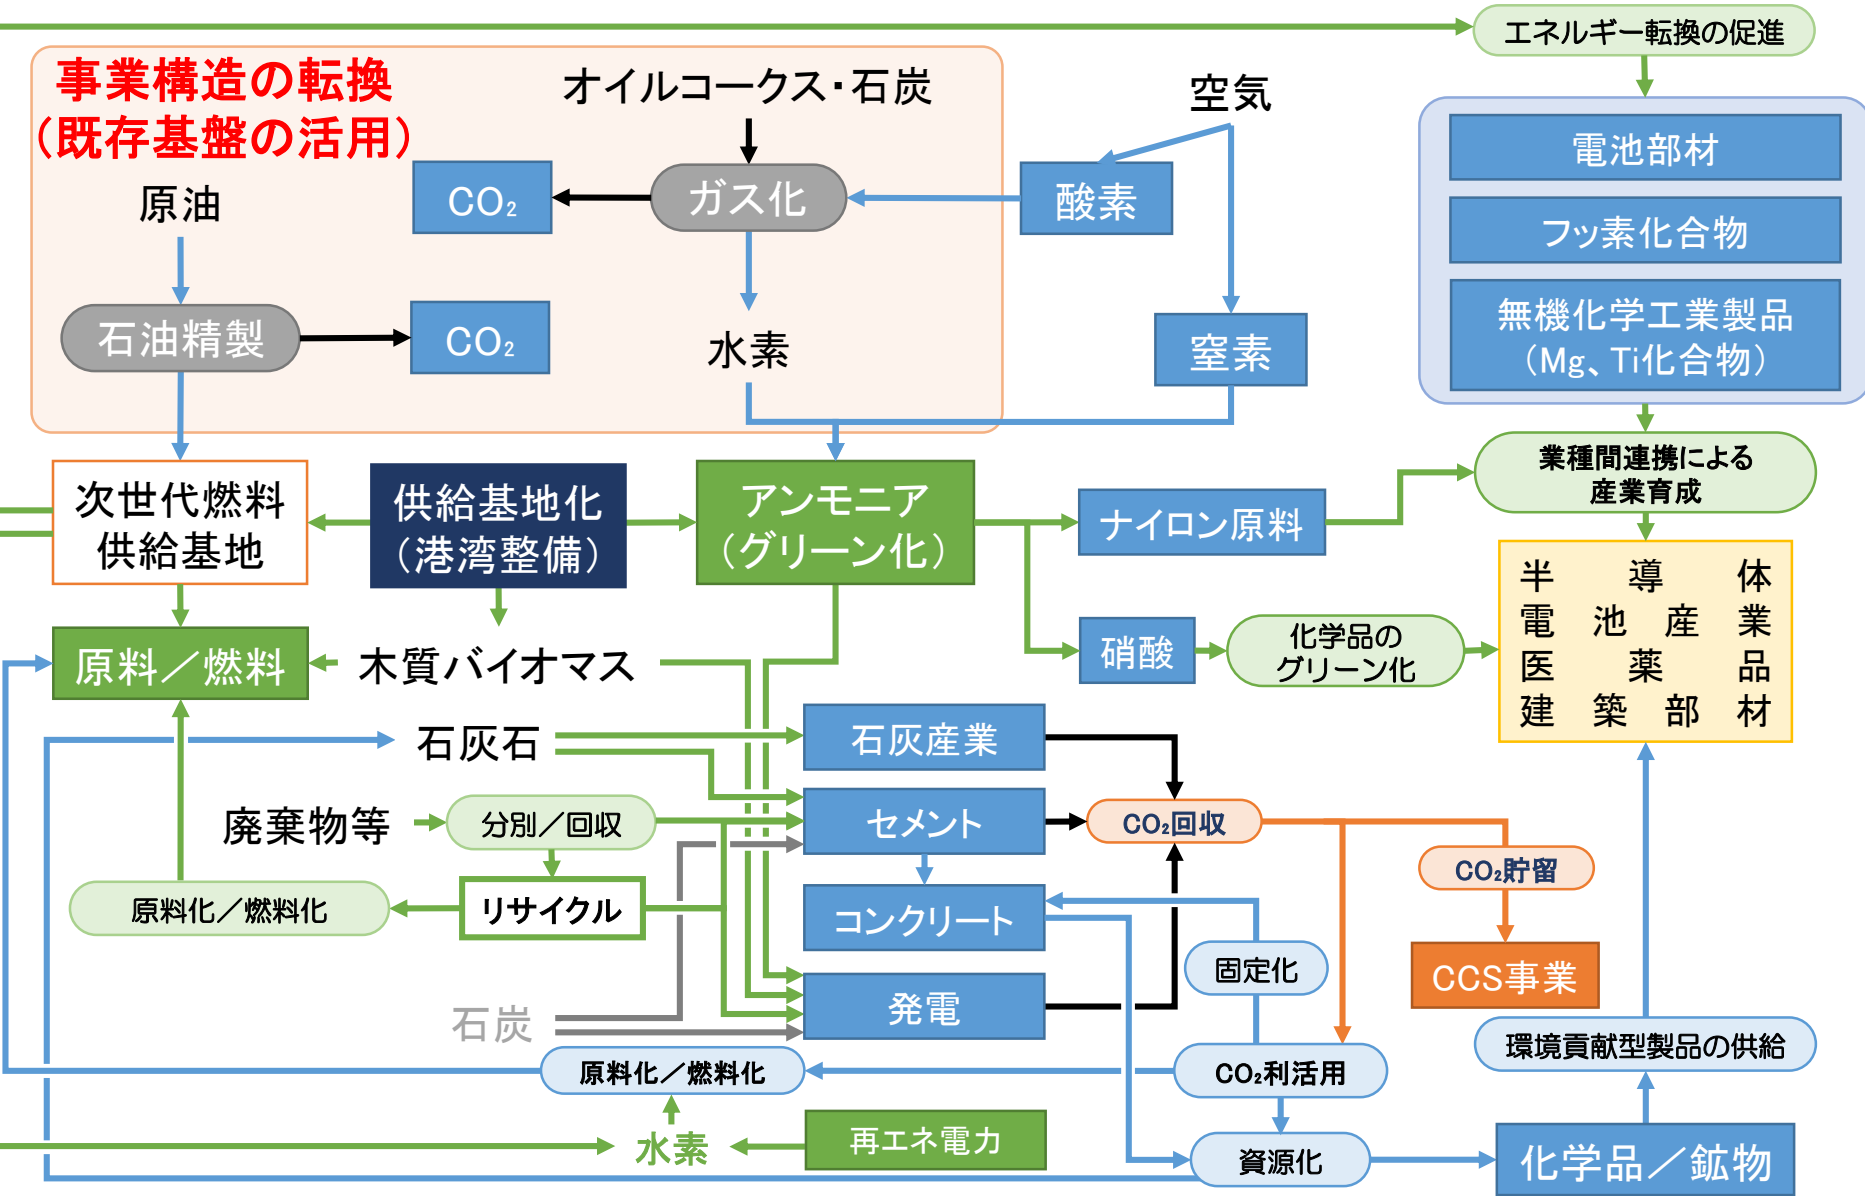 エネルギー転換の促進
事業構造の転換
（既存基盤の活用）
オイルコークス・石炭
空気
電池部材
CO₂
ガス化
酸素
原油
フッ素化合物
無機化学工業製品
（Mg、Ti化合物）
石油精製
CO₂
水素
窒素
業種間連携による
産業育成
次世代燃料
供給基地
供給基地化
（港湾整備）
アンモニア
（グリーン化）
ナイロン原料
半導体
電池産業
医薬品
建築部材
原料／燃料
木質バイオマス
硝酸
化学品の
グリーン化
石灰石
石灰産業
廃棄物等
分別／回収
セメント
CO₂回収
CO₂貯留
原料化／燃料化
リサイクル
コンクリート
固定化
CCS事業
石炭
発電
環境貢献型製品の供給
原料化／燃料化
CO₂利活用
水素
再エネ電力
資源化
化学品／鉱物